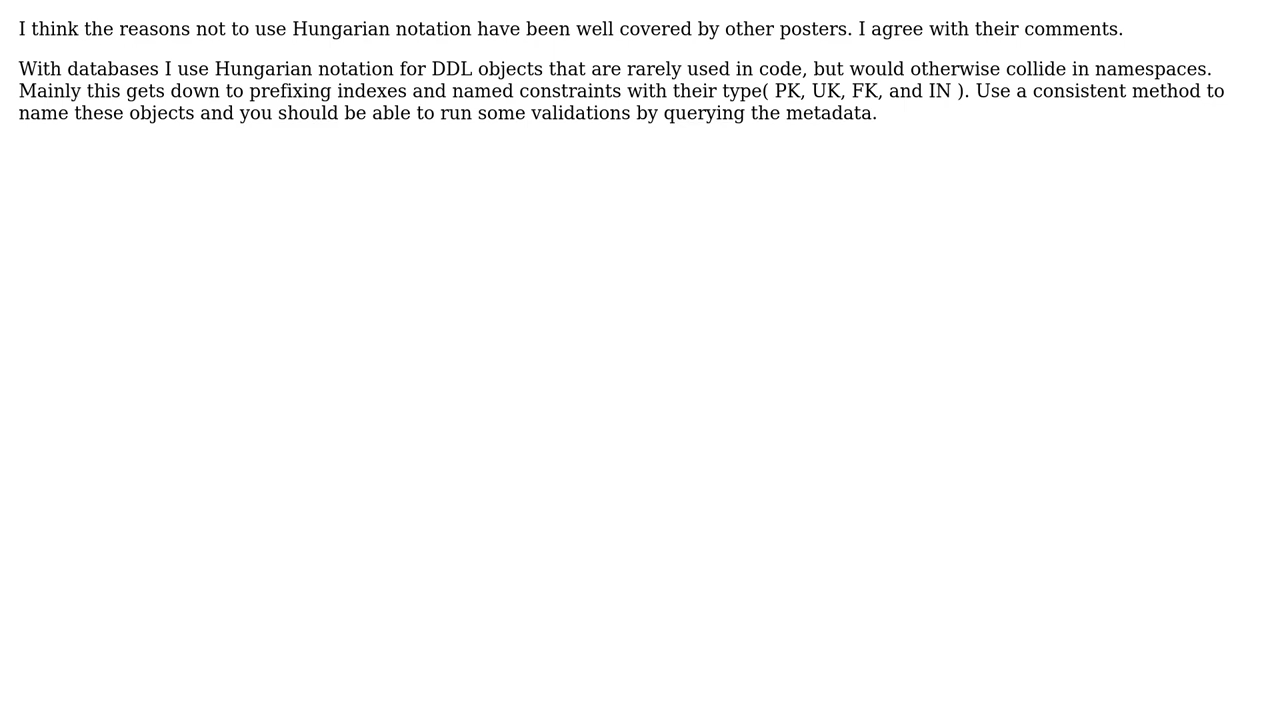 I think the reasons not to use Hungarian notation have been well covered by other posters. I agree with their comments.
With databases I use Hungarian notation for DDL objects that are rarely used in code, but would otherwise collide in namespaces.
Mainly this gets down to prefixing indexes and named constraints with their type( PK, UK, FK, and IN ). Use a consistent method to
name these objects and you should be able to run some validations by querying the metadata.